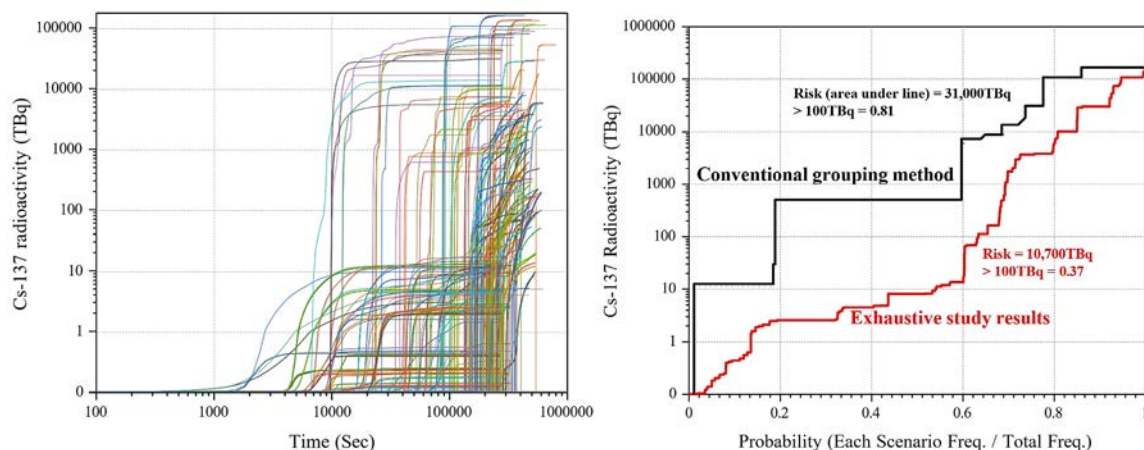 Cs-137 radioactivity (TBq)
100000
10000
1000
100
10
1
0
100
1000
10000
100000
1000000
Time (Sec)
Cs-137 Radioactivity (TBq)
1000000
100000
10000
1000
100
10
1
0
Risk (area under line) = 31,000TBq
> 100TBq = 0.81
Conventional grouping method
Risk = 10,700TBq
> 100TBq = 0.37
Exhaustive study results
0
0.2
0.4
0.6
0.8
1
Probability (Each Scenario Freq. / Total Freq.)